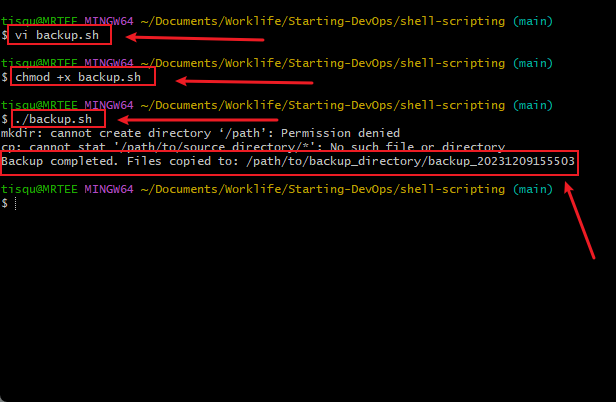 tisqu@MRTEE MINGW64 ~/Documents/Worklife/Starting-DevOps/shell-scripting (main)
$ vi backup.sh
tisqu@MRTEE MINGW64 ~/Documents/Worklife/Starting-DevOps/shell-scripting (main)
$ chmod +x backup.sh
tisqu@MRTEE MINGW64 ~/Documents/Worklife/Starting-DevOps/shell-scripting (main)
$ ./backup.sh
mkdir: cannot create directory ‘/path’: Permission denied
cp: cannot stat '/path/to/source_directory/*': No such file or directory
Backup completed. Files copied to: /path/to/backup_directory/backup_20231209155503
tisqu@MRTEE MINGW64 ~/Documents/Worklife/Starting-DevOps/shell-scripting (main)
$